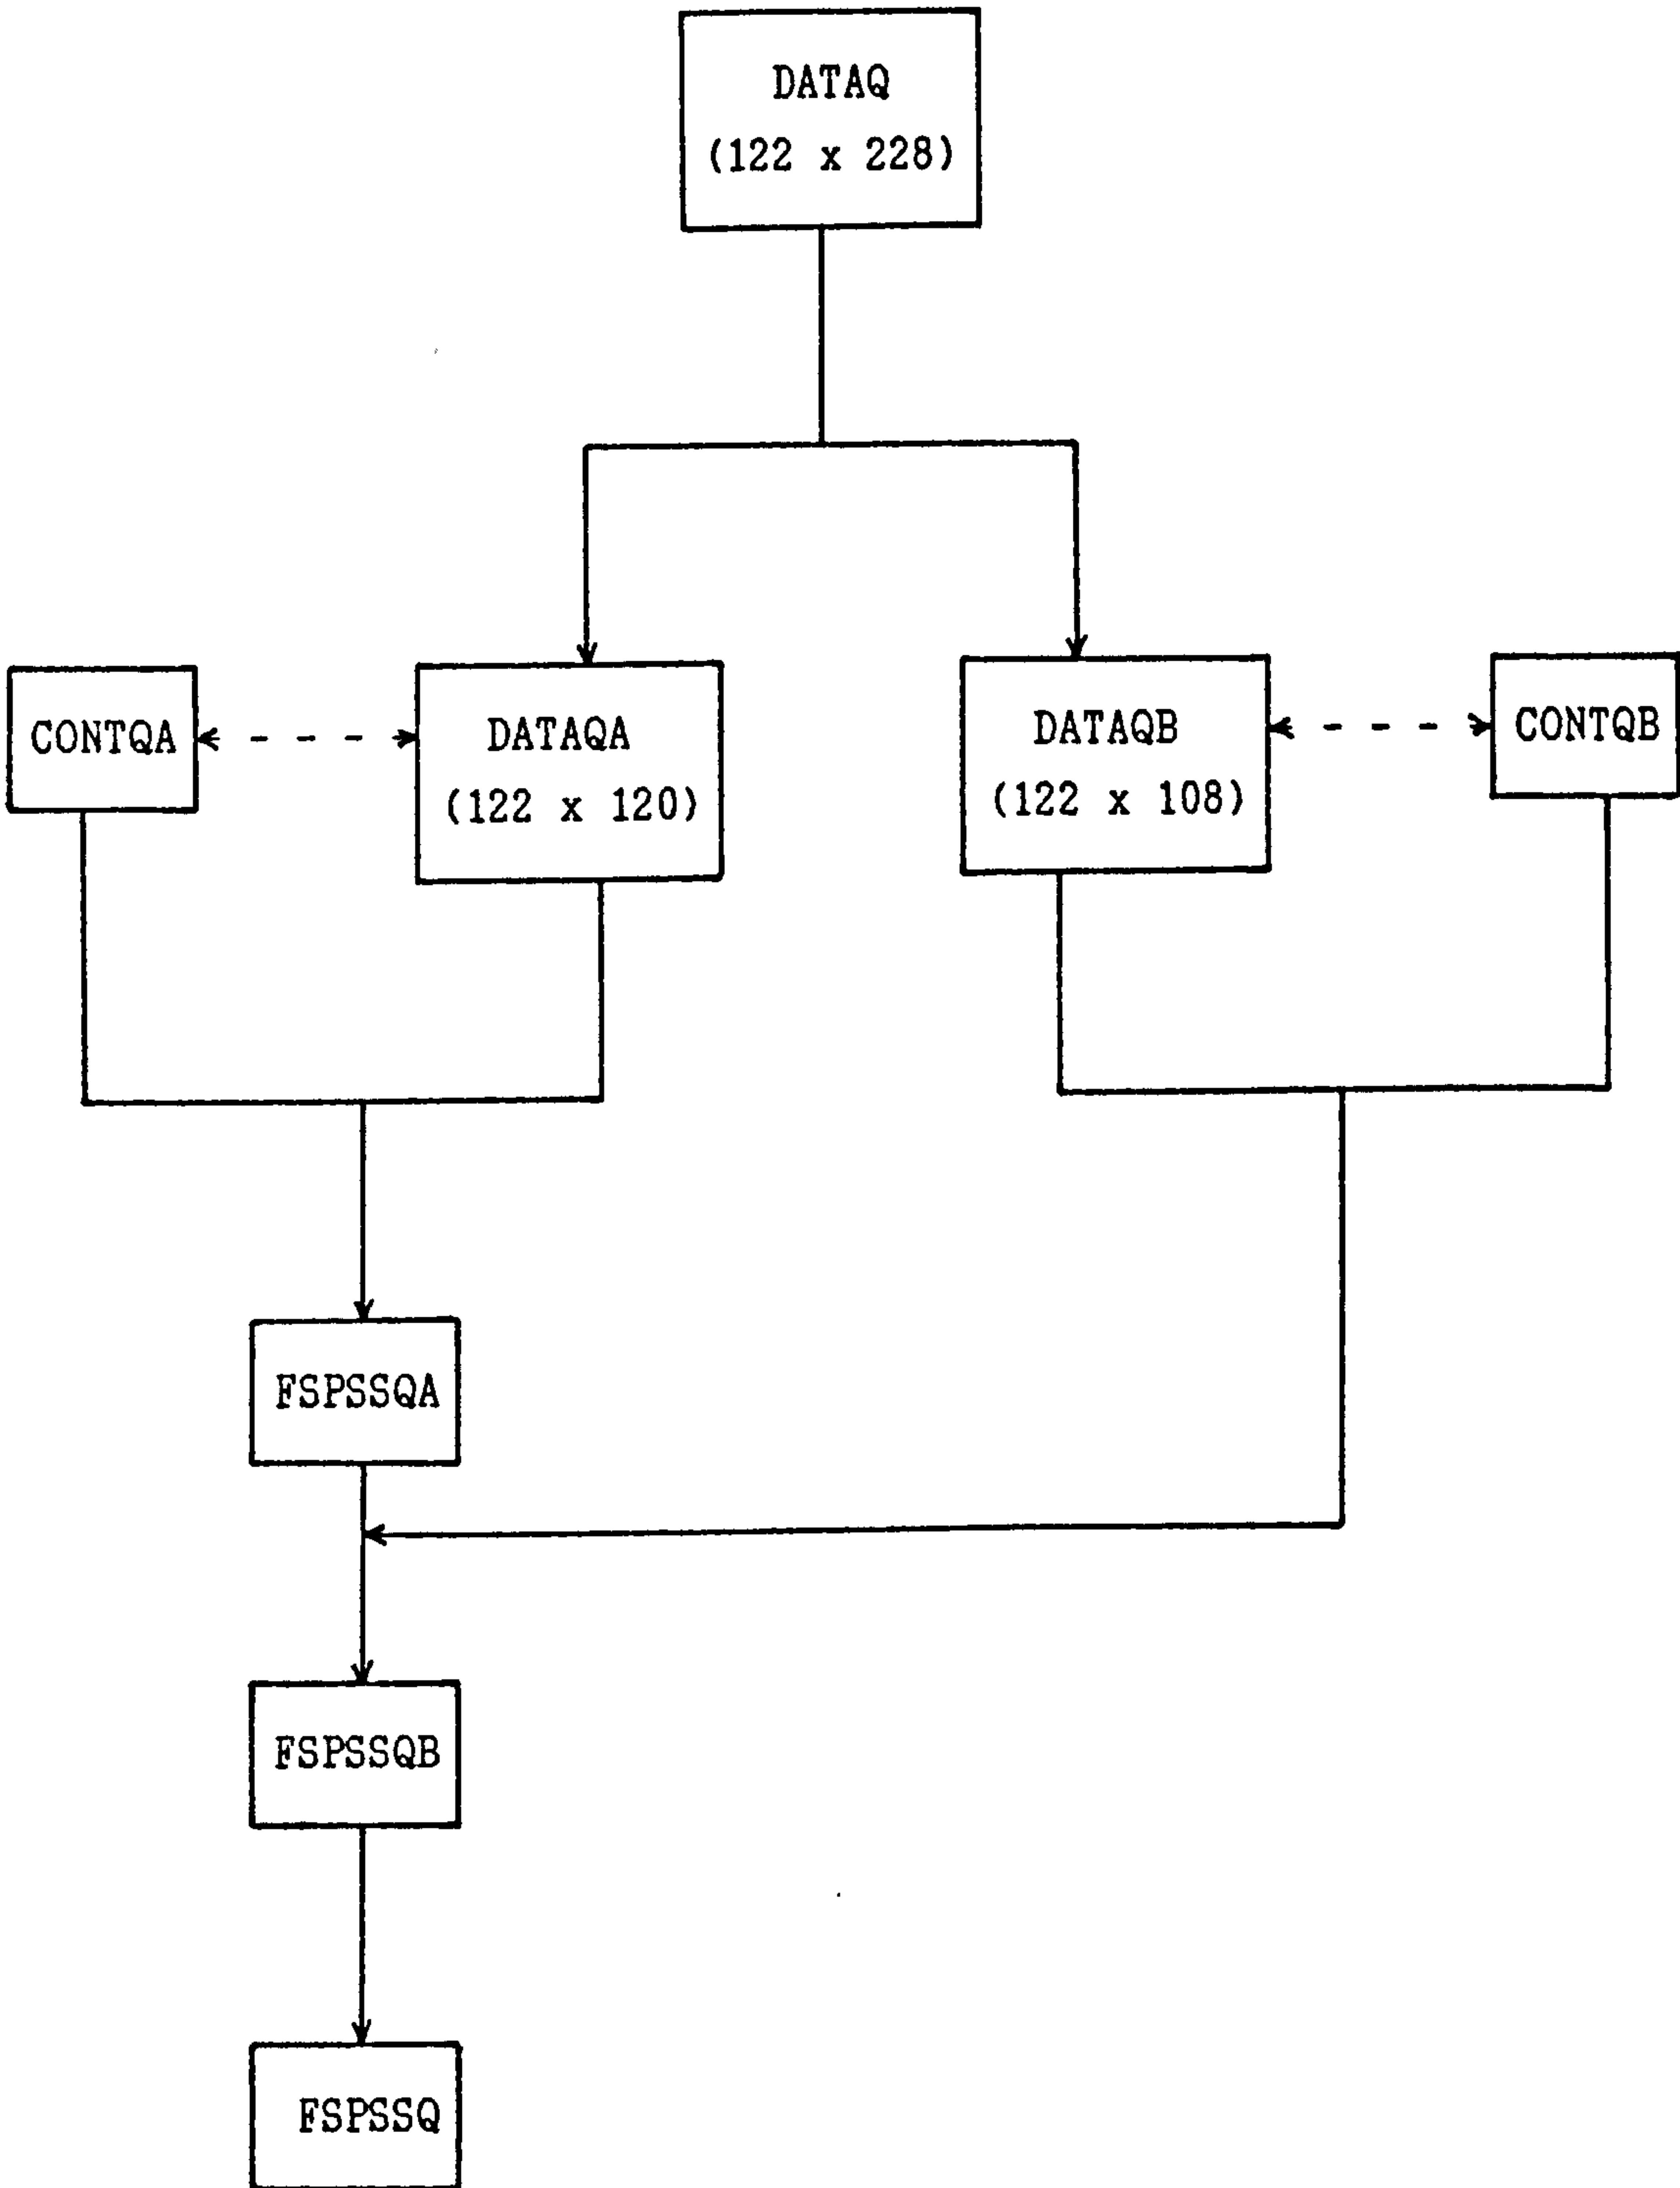 DATAQ
(122 x 228)
CONTQA
DATAQA
(122 x 120)
DATAQB
(122 x 108)
CONTQB
FSPSSQA
FSPSSQB
FSPSSQ